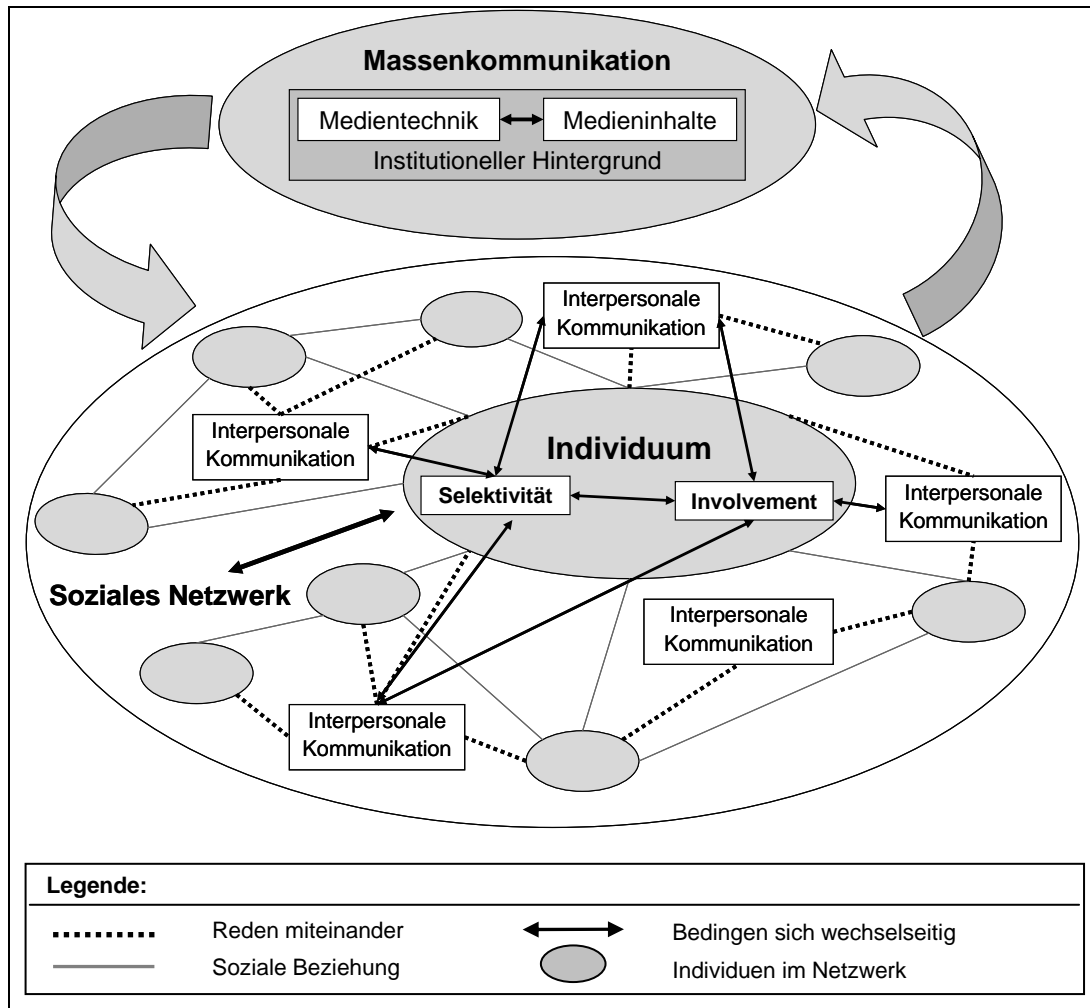 Massenkommunikation
Medientechnik
Medieninhalte
Institutioneller Hintergrund
Interpersonale
Kommunikation
Interpersonale
Kommunikation
Individuum
Selektivität
Involvement
Interpersonale
Kommunikation
Soziales Netzwerk
Interpersonale
Kommunikation
Interpersonale
Kommunikation
Legende:
Reden miteinander
Bedingen sich wechselseitig
Soziale Beziehung
Individuen im Netzwerk